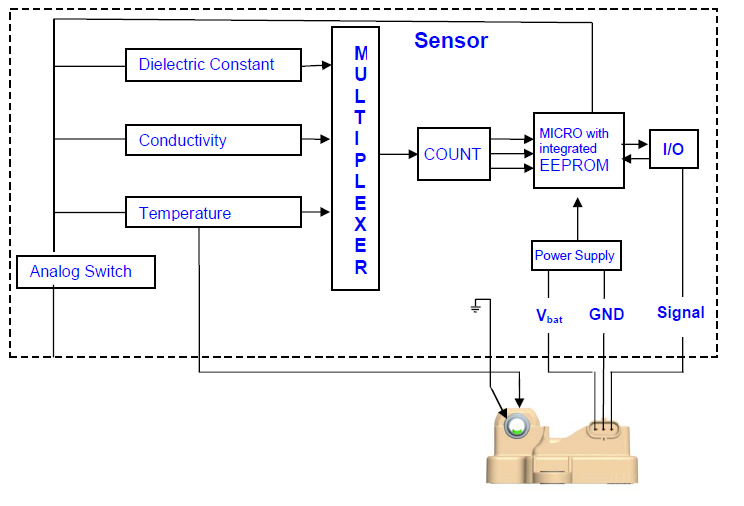 Sensor
Dielectric Constant
Conductivity
Temperature
Analog Switch
MULTIPLEXER
COUNT
MICRO with
integrated
EEPROM
I/O
Power Supply
Vbat
GND
Signal